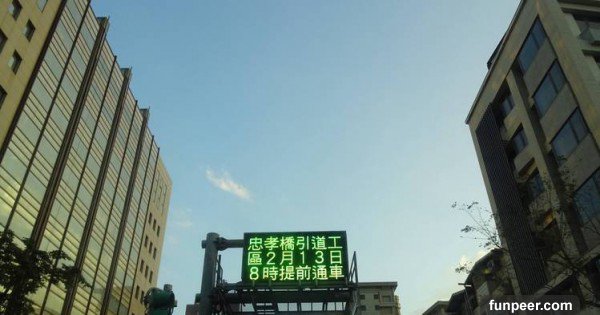 忠孝橋引道工
區2月13日
8時提前通車
funpeer.com